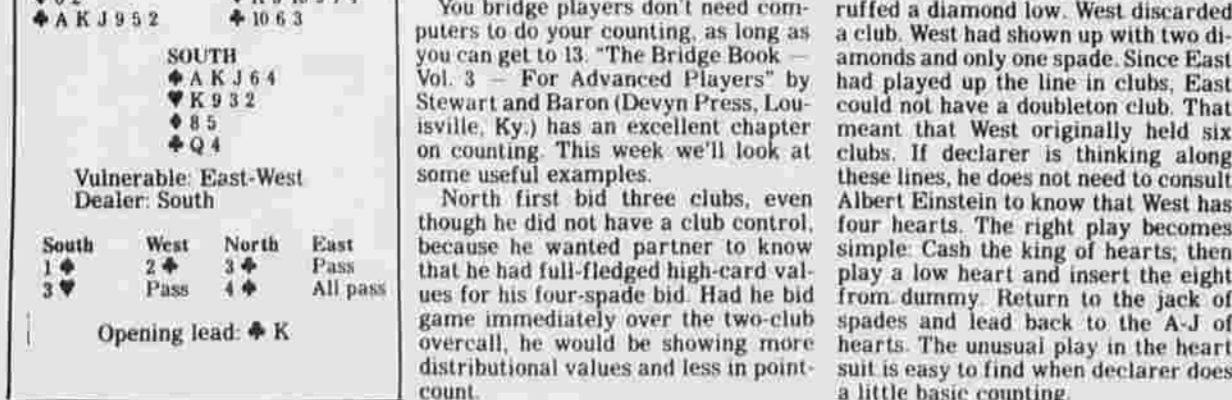 ♣ A K J 9 5 2 ♣ 10 6 3
SOUTH
♠ A K J 6 4
♥ K 9 3 2
♦ 8 5
♣ Q 4
Vulnerable: East-West
Dealer: South
South West North East
1 ♠ 2 ♣ 3 ♣ Pass
3 ♥ Pass 4 ♠ All pass
Opening lead: ♣ K
You bridge players don't need com-
puters to do your counting, as long as
you can get to 13. "The Bridge Book —
Vol. 3 — For Advanced Players" by
Stewart and Baron (Devyn Press, Lou-
isville, Ky.) has an excellent chapter
on counting. This week we'll look at
some useful examples.
North first bid three clubs, even
though he did not have a club control,
because he wanted partner to know
that he had full-fledged high-card val-
ues for his four-spade bid. Had he bid
game immediately over the two-club
overcall, he would be showing more
distributional values and less in point-
count.
ruffed a diamond low. West discarded
a club. West had shown up with two di-
amonds and only one spade. Since East
had played up the line in clubs, East
could not have a doubleton club. That
meant that West originally held six
clubs. If declarer is thinking along
these lines, he does not need to consult
Albert Einstein to know that West has
four hearts. The right play becomes
simple: Cash the king of hearts; then
play a low heart and insert the eight
from dummy. Return to the jack of
spades and lead back to the A-J of
hearts. The unusual play in the heart
suit is easy to find when declarer does
a little basic counting.